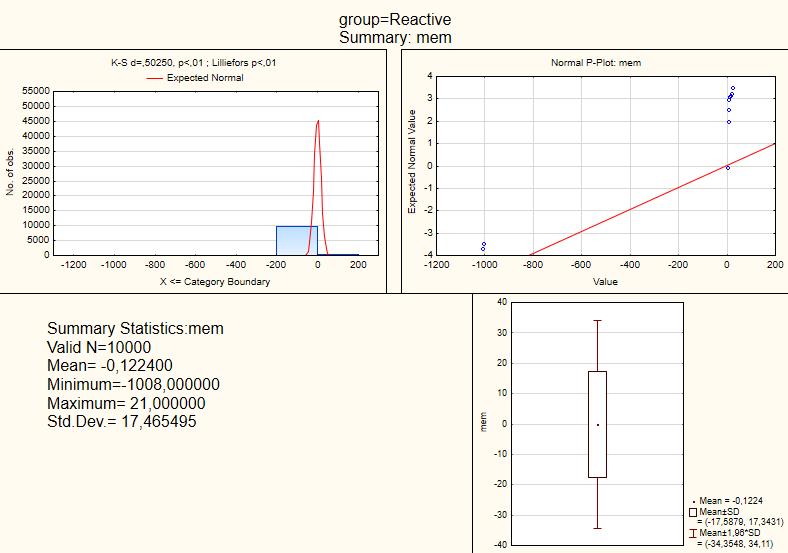 group=Reactive
Summary: mem
K-S d=,50250, p<,01 ; Lilliefors p<,01
Expected Normal
55000
50000
45000
40000
35000
30000
25000
20000
15000
10000
5000
0
No. of obs.
-1200 -1000 -800 -600 -400 -200 0 200
X <= Category Boundary
Normal P-Plot: mem
4
3
2
1
0
-1
-2
-3
-4
Expected Normal Value
-1200 -1000 -800 -600 -400 -200 0 200
Value
Summary Statistics:mem
Valid N=10000
Mean= -0,122400
Minimum=-1008,000000
Maximum= 21,000000
Std.Dev.= 17,465495
40
30
20
10
0
-10
-20
-30
-40
mem
Mean = -0,1224
Mean±SD
= (-17,5879, 17,3431)
Mean±1,96*SD
= (-34,3548, 34,11)